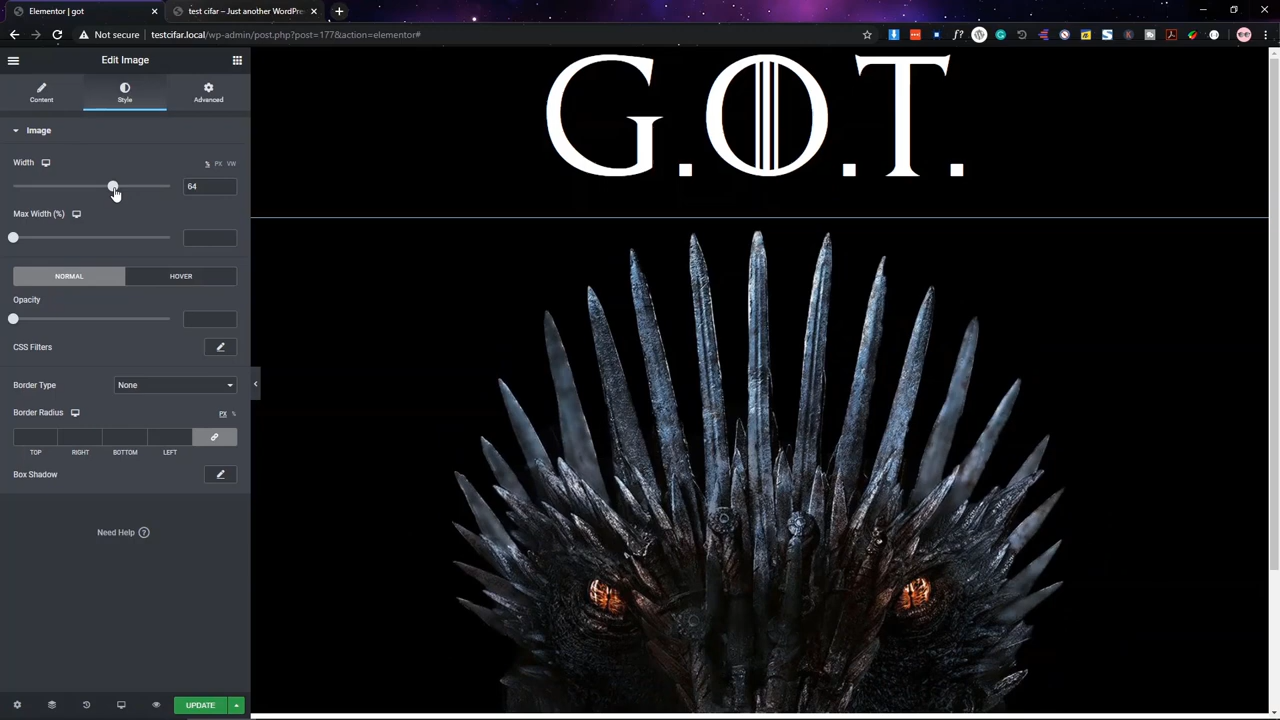 Elementor | got
test cifar – Just another WordPre
Not secure
testcifar.local/wp-admin/post.php?post=177&action=elementor#
Edit Image
Content
Style
Advanced
Image
Width
% PX VW
64
Max Width (%)
NORMAL
HOVER
Opacity
CSS Filters
Border Type
None
Border Radius
PX %
TOP
RIGHT
BOTTOM
LEFT
Box Shadow
Need Help
UPDATE
G.O.T.